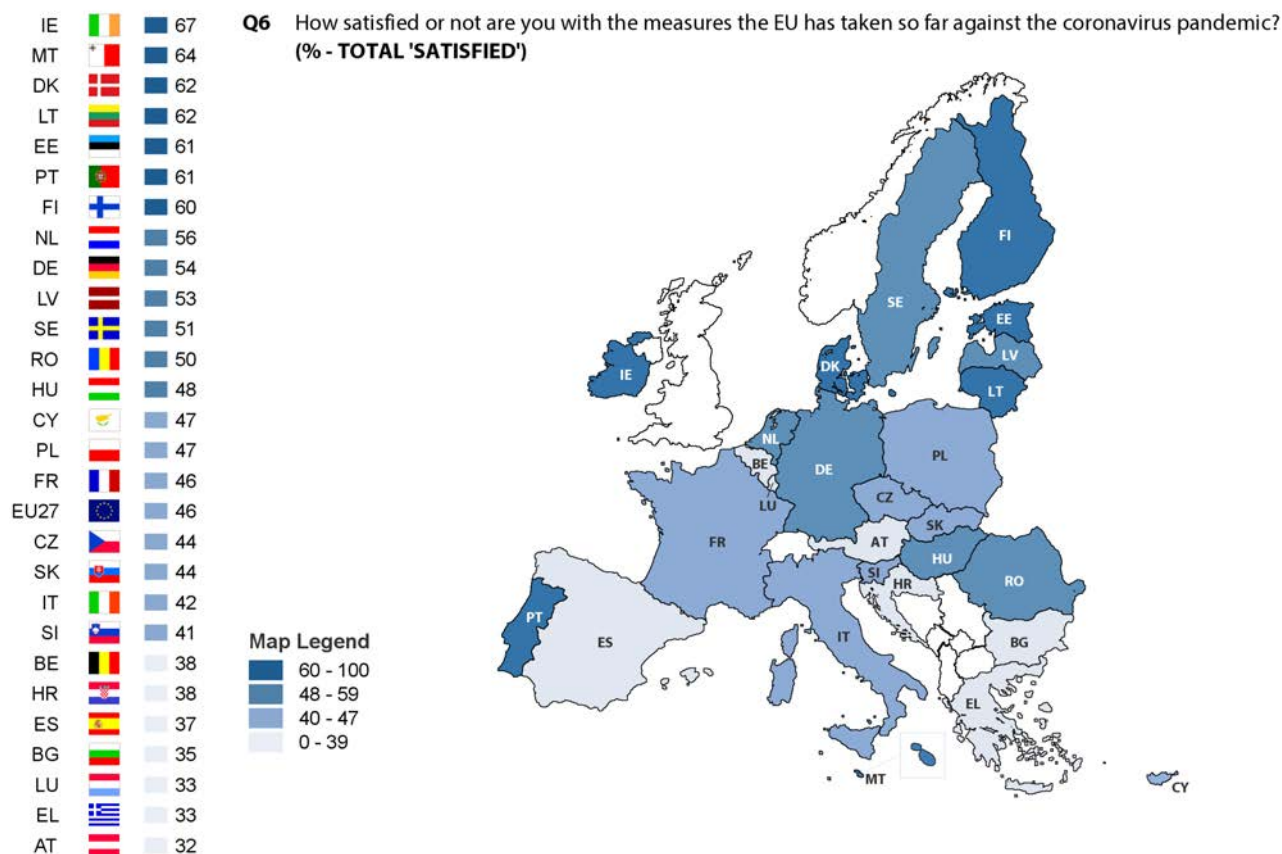 IE 67
MT 64
DK 62
LT 62
EE 61
PT 61
FI 60
NL 56
DE 54
LV 53
SE 51
RO 50
HU 48
CY 47
PL 47
FR 46
EU27 46
CZ 44
SK 44
IT 42
SI 41
BE 38
HR 38
ES 37
BG 35
LU 33
EL 33
AT 32
Q6 How satisfied or not are you with the measures the EU has taken so far against the coronavirus pandemic?
(% - TOTAL 'SATISFIED')
FI
SE
EE
LV
DK
IE
LT
NL
PL
BE
DE
CZ
LU
SK
AT
FR
HU
SI
HR
RO
PT
ES
IT
BG
EL
MT
CY
Map Legend
60 - 100
48 - 59
40 - 47
0 - 39